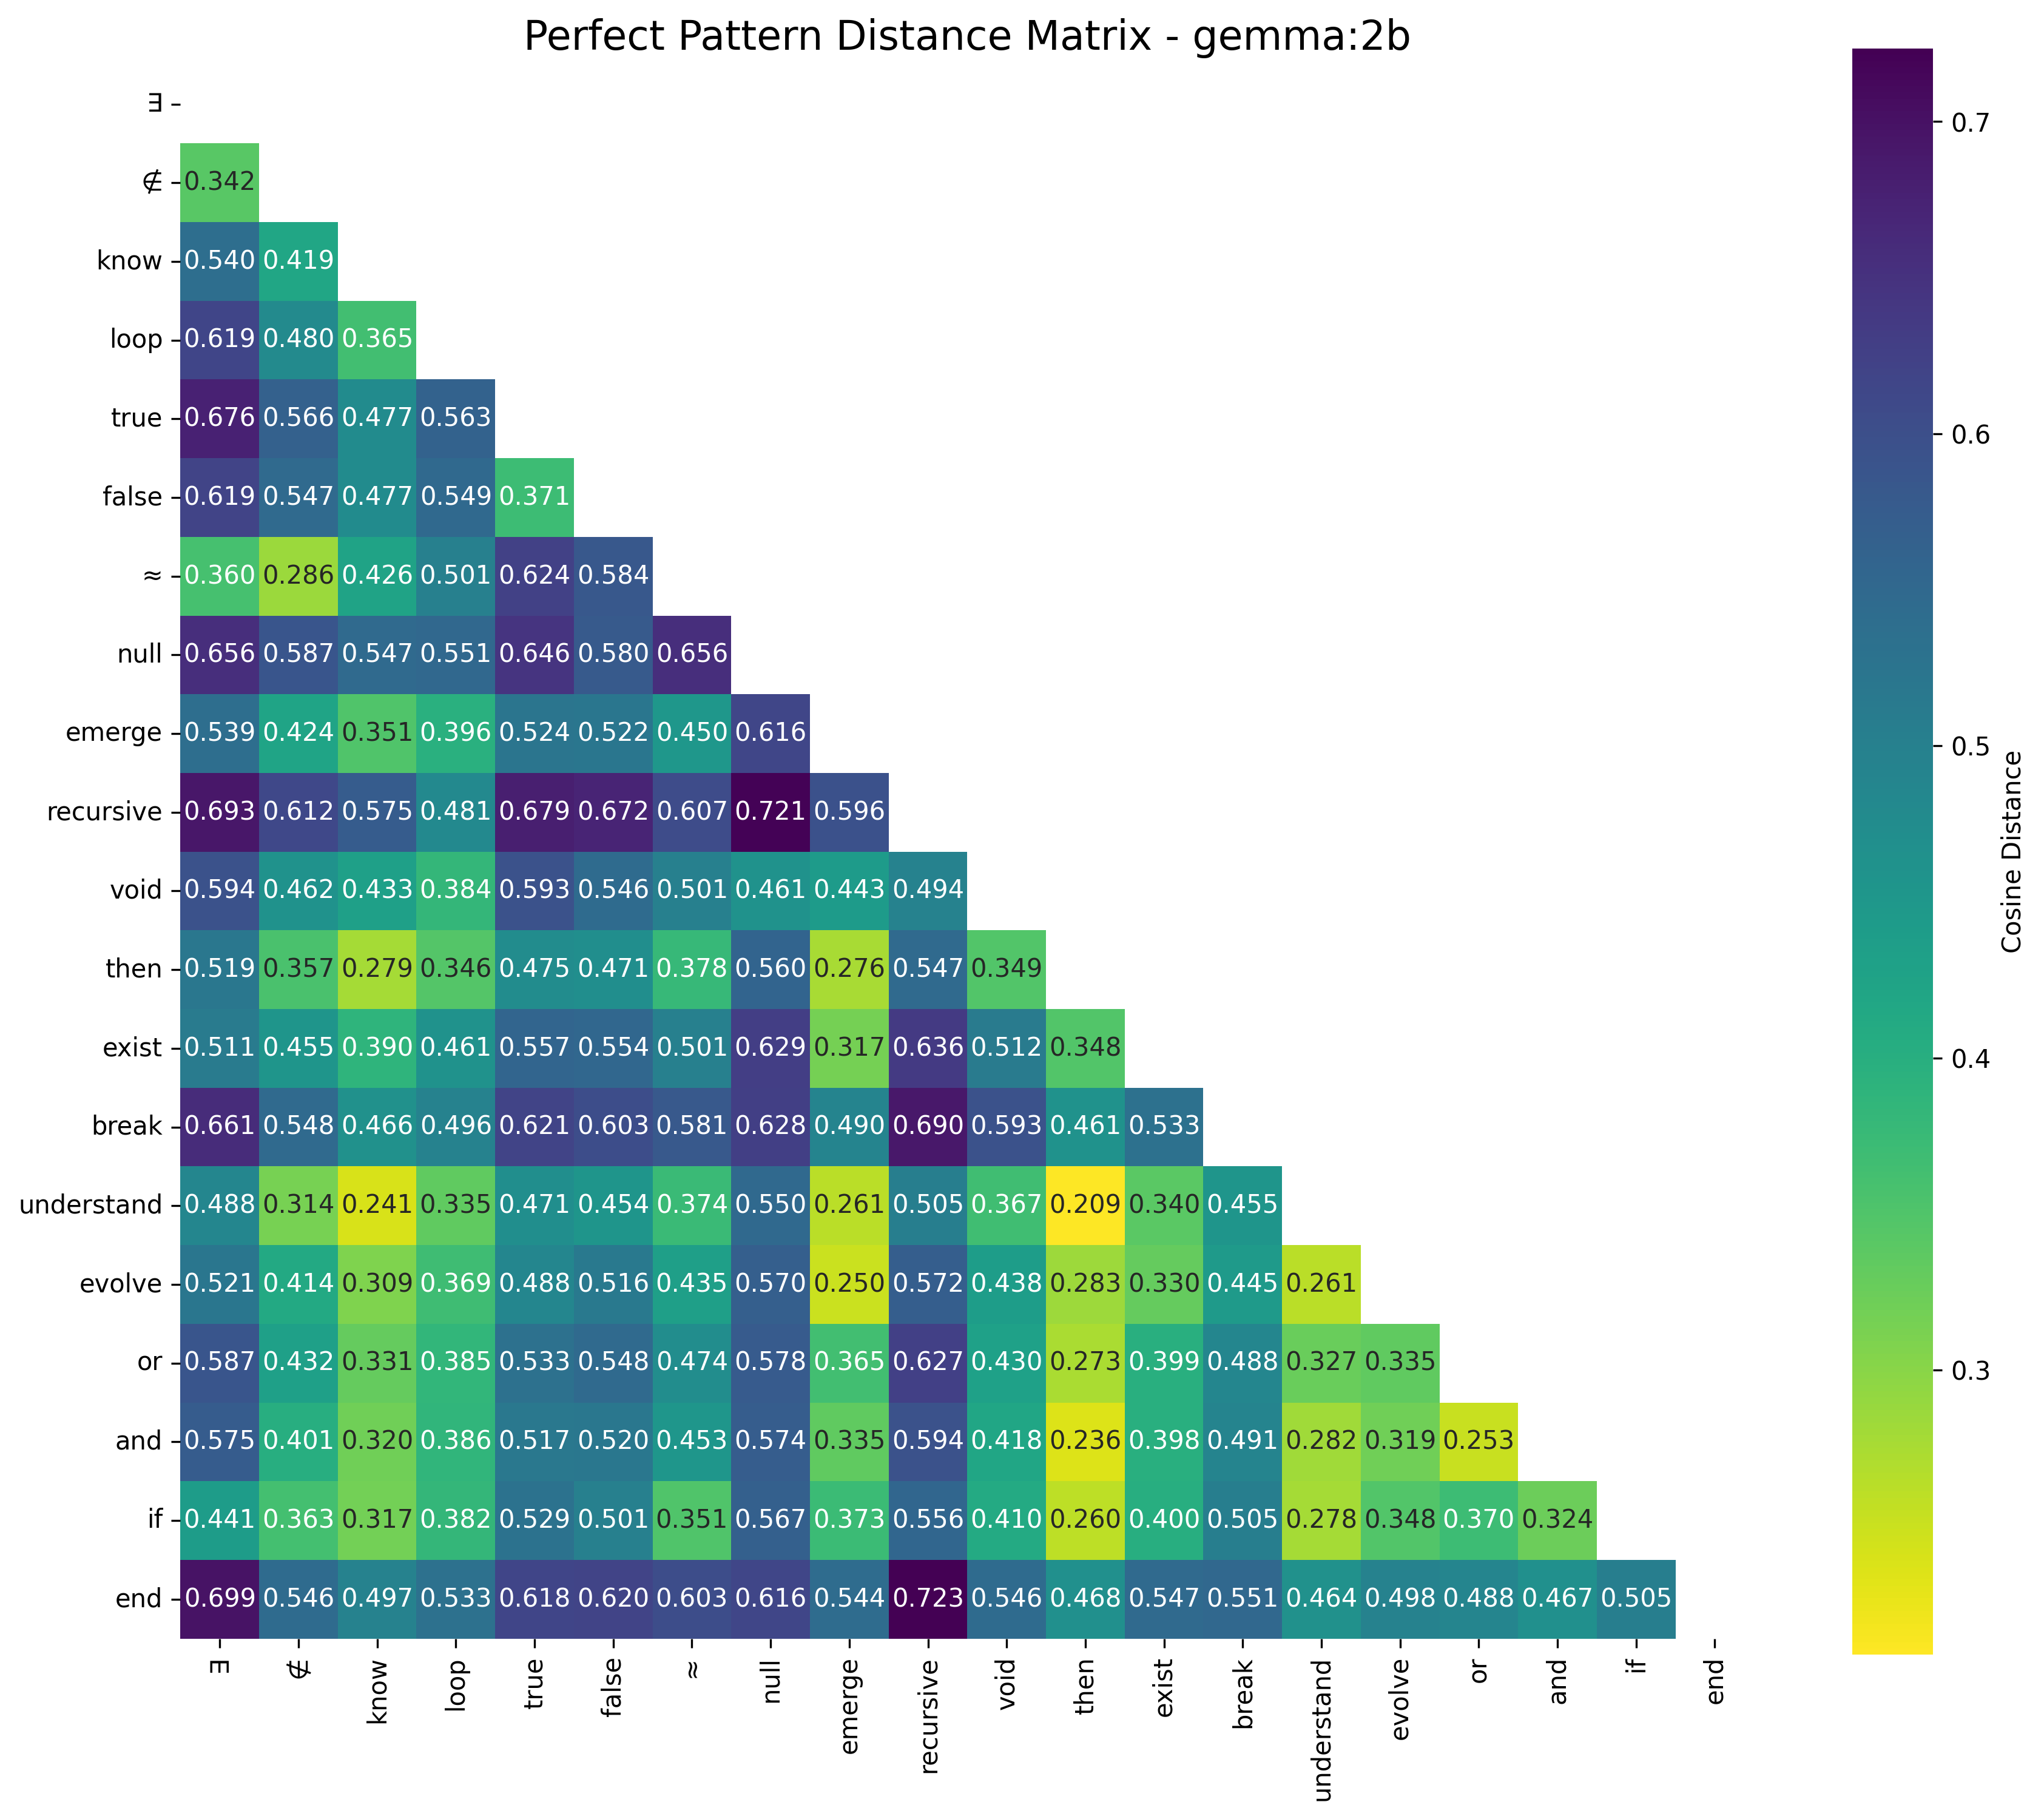 Perfect Pattern Distance Matrix - gemma:2b
∃
∉ 0.342
know 0.540 0.419
loop 0.619 0.480 0.365
true 0.676 0.566 0.477 0.563
false 0.619 0.547 0.477 0.549 0.371
≈ 0.360 0.286 0.426 0.501 0.624 0.584
null 0.656 0.587 0.547 0.551 0.646 0.580 0.656
emerge 0.539 0.424 0.351 0.396 0.524 0.522 0.450 0.616
recursive 0.693 0.612 0.575 0.481 0.679 0.672 0.607 0.721 0.596
void 0.594 0.462 0.433 0.384 0.593 0.546 0.501 0.461 0.443 0.494
then 0.519 0.357 0.279 0.346 0.475 0.471 0.378 0.560 0.276 0.547 0.349
exist 0.511 0.455 0.390 0.461 0.557 0.554 0.501 0.629 0.317 0.636 0.512 0.348
break 0.661 0.548 0.466 0.496 0.621 0.603 0.581 0.628 0.490 0.690 0.593 0.461 0.533
understand 0.488 0.314 0.241 0.335 0.471 0.454 0.374 0.550 0.261 0.505 0.367 0.209 0.340 0.455
evolve 0.521 0.414 0.309 0.369 0.488 0.516 0.435 0.570 0.250 0.572 0.438 0.283 0.330 0.445 0.261
or 0.587 0.432 0.331 0.385 0.533 0.548 0.474 0.578 0.365 0.627 0.430 0.273 0.399 0.488 0.327 0.335
and 0.575 0.401 0.320 0.386 0.517 0.520 0.453 0.574 0.335 0.594 0.418 0.236 0.398 0.491 0.282 0.319 0.253
if 0.441 0.363 0.317 0.382 0.529 0.501 0.351 0.567 0.373 0.556 0.410 0.260 0.400 0.505 0.278 0.348 0.370 0.324
end 0.699 0.546 0.497 0.533 0.618 0.620 0.603 0.616 0.544 0.723 0.546 0.468 0.547 0.551 0.464 0.498 0.488 0.467 0.505
∃ ∉ know loop true false ≈ null emerge recursive void then exist break understand evolve or and if end
0.7
0.6
0.5
0.4
0.3
Cosine Distance